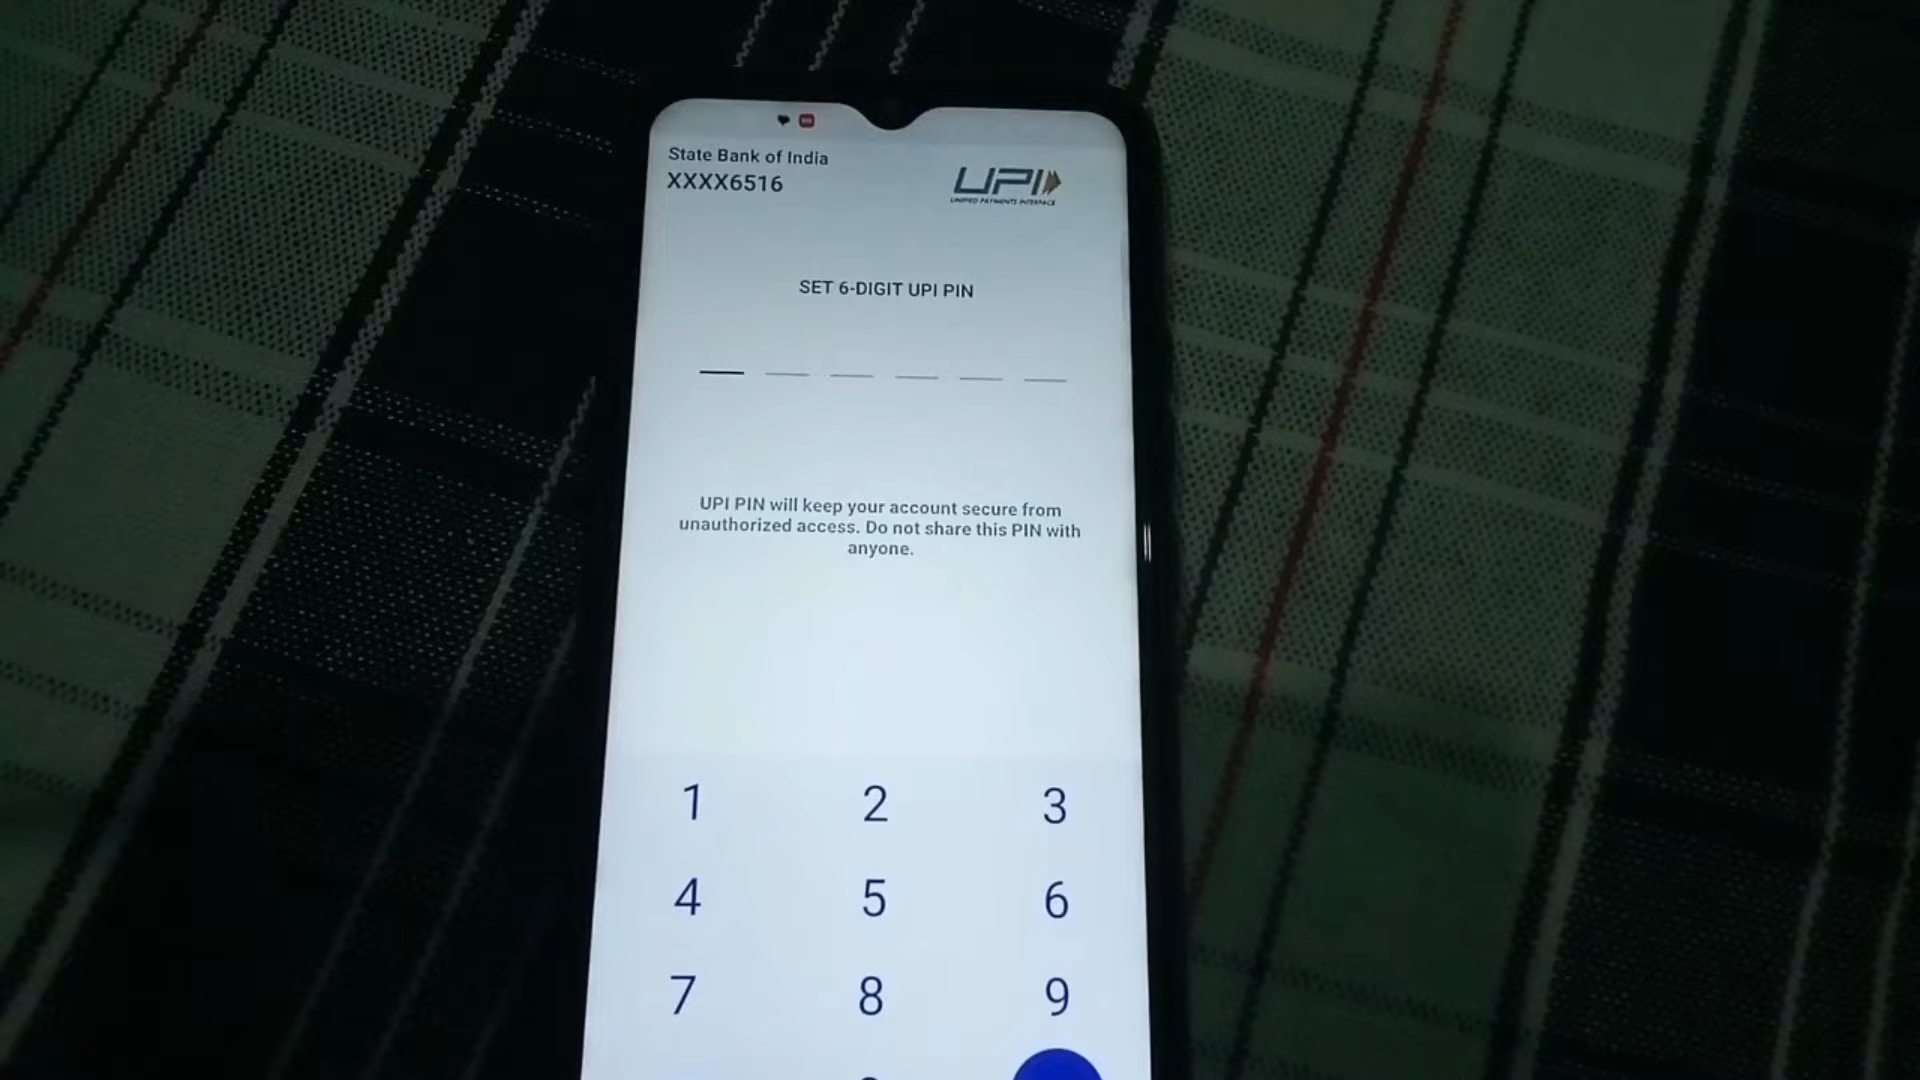 State Bank of India
XXXX6516
UPI
UNIFIED PAYMENTS INTERFACE
SET 6-DIGIT UPI PIN
UPI PIN will keep your account secure from
unauthorized access. Do not share this PIN with
anyone.
1 2 3
4 5 6
7 8 9